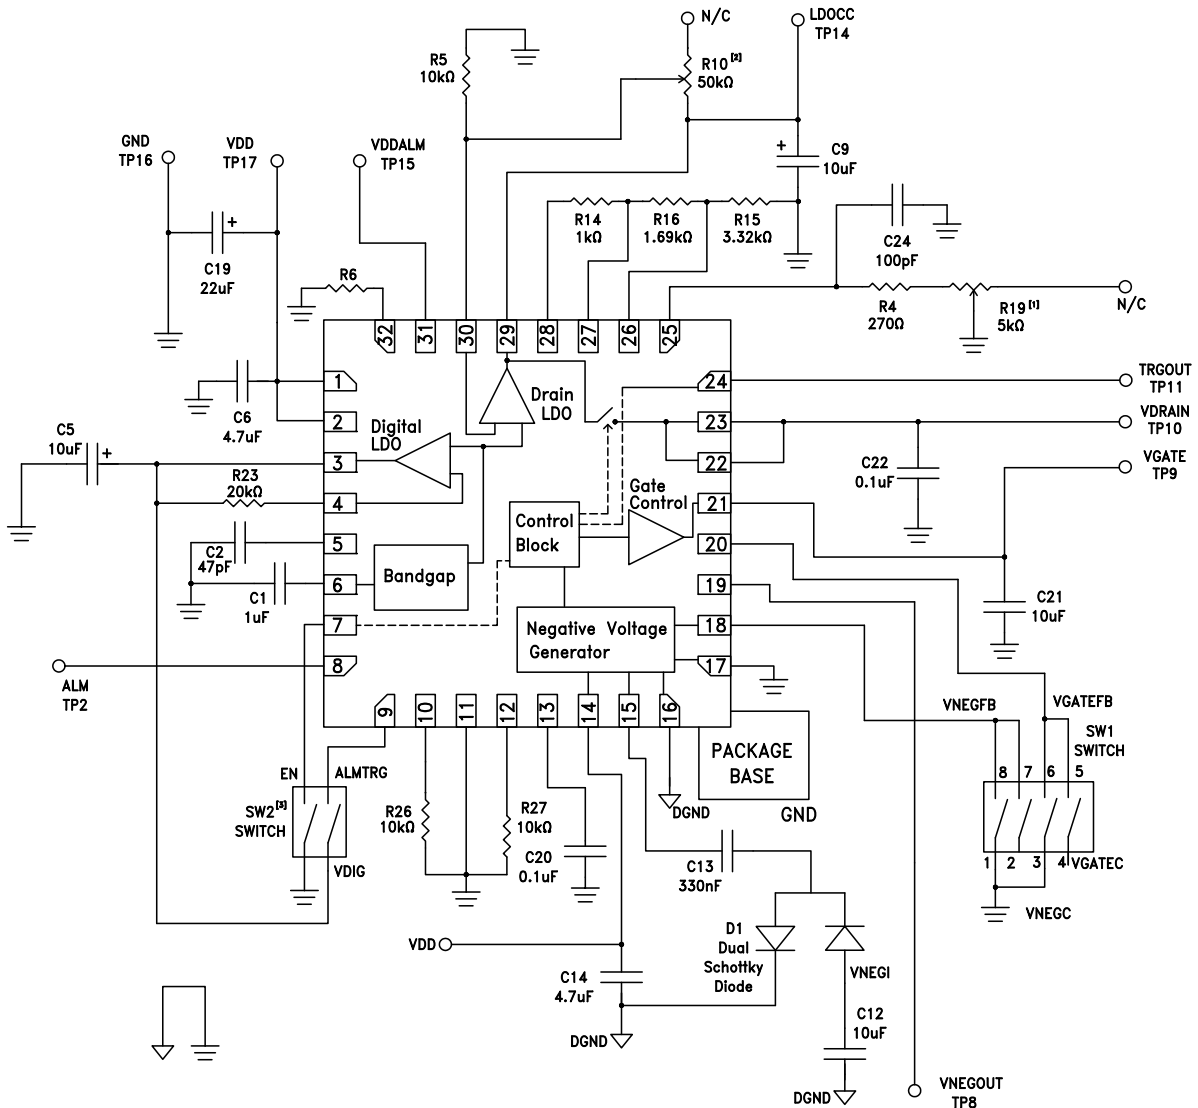 N/C
LDOCC
TP14
R5
10kΩ
R10[2]
50kΩ
GND
TP16
VDD
TP17
VDDALM
TP15
+
C9
10uF
C19
22uF
+
R14
1kΩ
R16
1.69kΩ
R15
3.32kΩ
C24
100pF
R6
R4
270Ω
R19[1]
5kΩ
N/C
32
31
30
29
28
27
26
25
1
2
3
4
5
6
7
8
24
23
22
21
20
19
18
17
9
10
11
12
13
14
15
16
TRGOUT
TP11
VDRAIN
TP10
VGATE
TP9
C6
4.7uF
C5
10uF
+
R23
20kΩ
C2
47pF
C1
1uF
Drain
LDO
Digital
LDO
Gate
Control
Control
Block
Bandgap
Negative Voltage
Generator
C22
0.1uF
C21
10uF
ALM
TP2
VNEGFB
VGATEFB
SW1
SWITCH
8
7
6
5
1
2
3
4
VGATEC
VNEGC
PACKAGE
BASE
GND
DGND
EN
ALMTRG
SW2[3]
SWITCH
VDIG
R26
10kΩ
R27
10kΩ
C20
0.1uF
C13
330nF
VDD
D1
Dual
Schottky
Diode
VNEGI
C14
4.7uF
DGND
C12
10uF
DGND
VNEGOUT
TP8